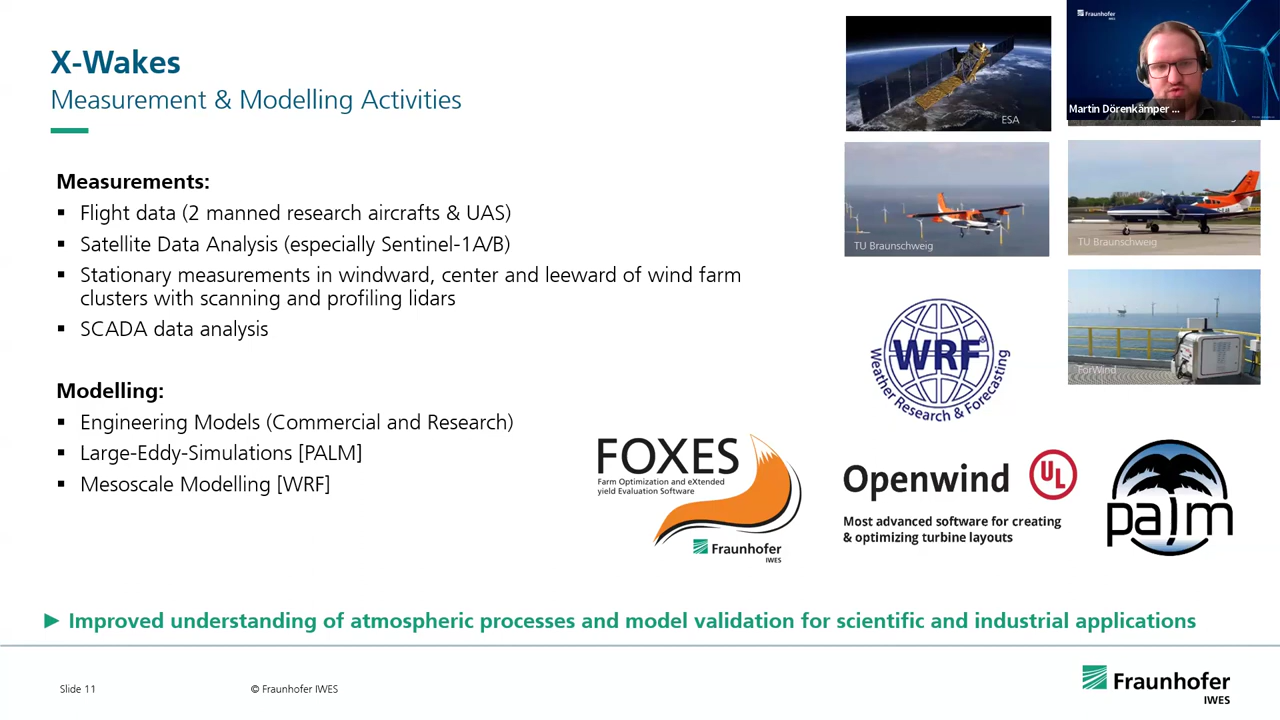 X-Wakes
Measurement & Modelling Activities
Measurements:
▪ Flight data (2 manned research aircrafts & UAS)
▪ Satellite Data Analysis (especially Sentinel-1A/B)
▪ Stationary measurements in windward, center and leeward of wind farm
clusters with scanning and profiling lidars
▪ SCADA data analysis
Modelling:
▪ Engineering Models (Commercial and Research)
▪ Large-Eddy-Simulations [PALM]
▪ Mesoscale Modelling [WRF]
ESA
Fraunhofer
IWES
Martin Dörenkämper ...
TU Braunschweig
TU Braunschweig
ForWind
WRF®
Weather Research & Forecasting
FOXES
Farm Optimization and eXtended
yield Evaluation Software
Fraunhofer
IWES
Openwind
UL
Most advanced software for creating
& optimizing turbine layouts
palm
► Improved understanding of atmospheric processes and model validation for scientific and industrial applications
Slide 11
© Fraunhofer IWES
Fraunhofer
IWES